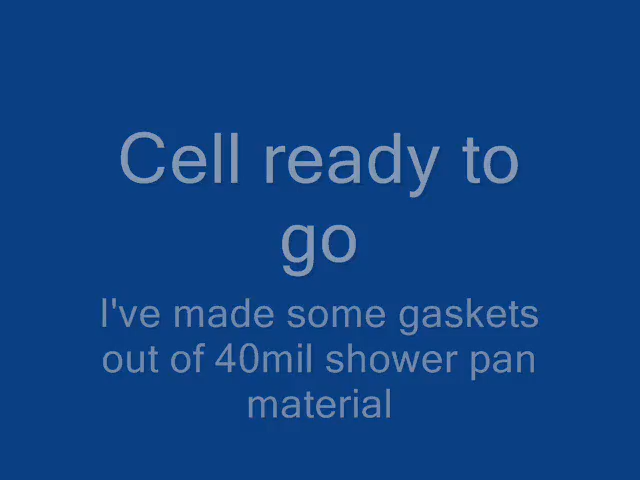 Cell ready to
go
I've made some gaskets
out of 40mil shower pan
material